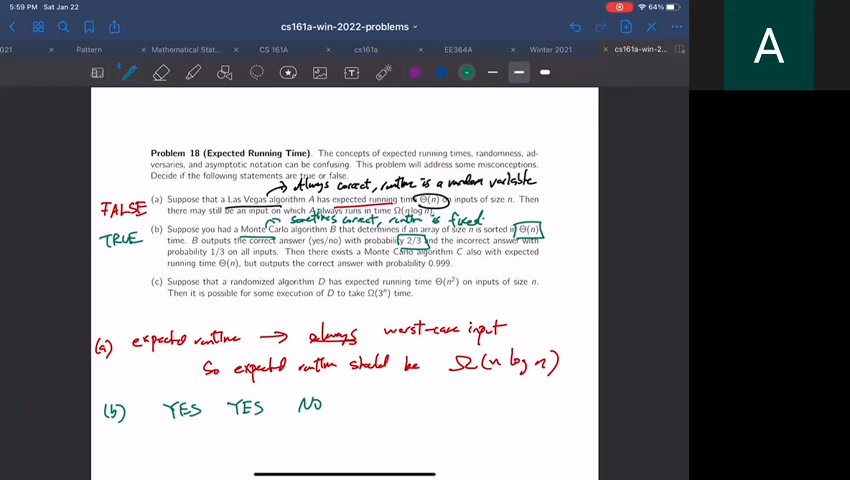 5:59 PM Sat Jan 22
64%
cs161a-win-2022-problems
2021
Pattern
Mathematical Stat...
CS 161A
cs161a
EE364A
Winter 2021
cs161a-win-2...
A
Problem 18 (Expected Running Time). The concepts of expected running times, randomness, ad-
versaries, and asymptotic notation can be confusing. This problem will address some misconceptions.
Decide if the following statements are true or false.
→ Always correct, runtime is a random variable
FALSE
(a) Suppose that a Las Vegas algorithm A has expected running time Θ(n) on inputs of size n. Then
there may still be an input on which A always runs in time Ω(n log n).
sometimes correct, runtime is fixed
TRUE
(b) Suppose you had a Monte Carlo algorithm B that determines if an array of size n is sorted in Θ(n)
time. B outputs the correct answer (yes/no) with probability 2/3 and the incorrect answer with
probability 1/3 on all inputs. Then there exists a Monte Carlo algorithm C also with expected
running time Θ(n), but outputs the correct answer with probability 0.999.
(c) Suppose that a randomized algorithm D has expected running time Θ(n²) on inputs of size n.
Then it is possible for some execution of D to take Ω(3ⁿ) time.
(a) expected runtime → always worst-case input
So expected runtime should be Ω(n log n)
(b) YES YES NO